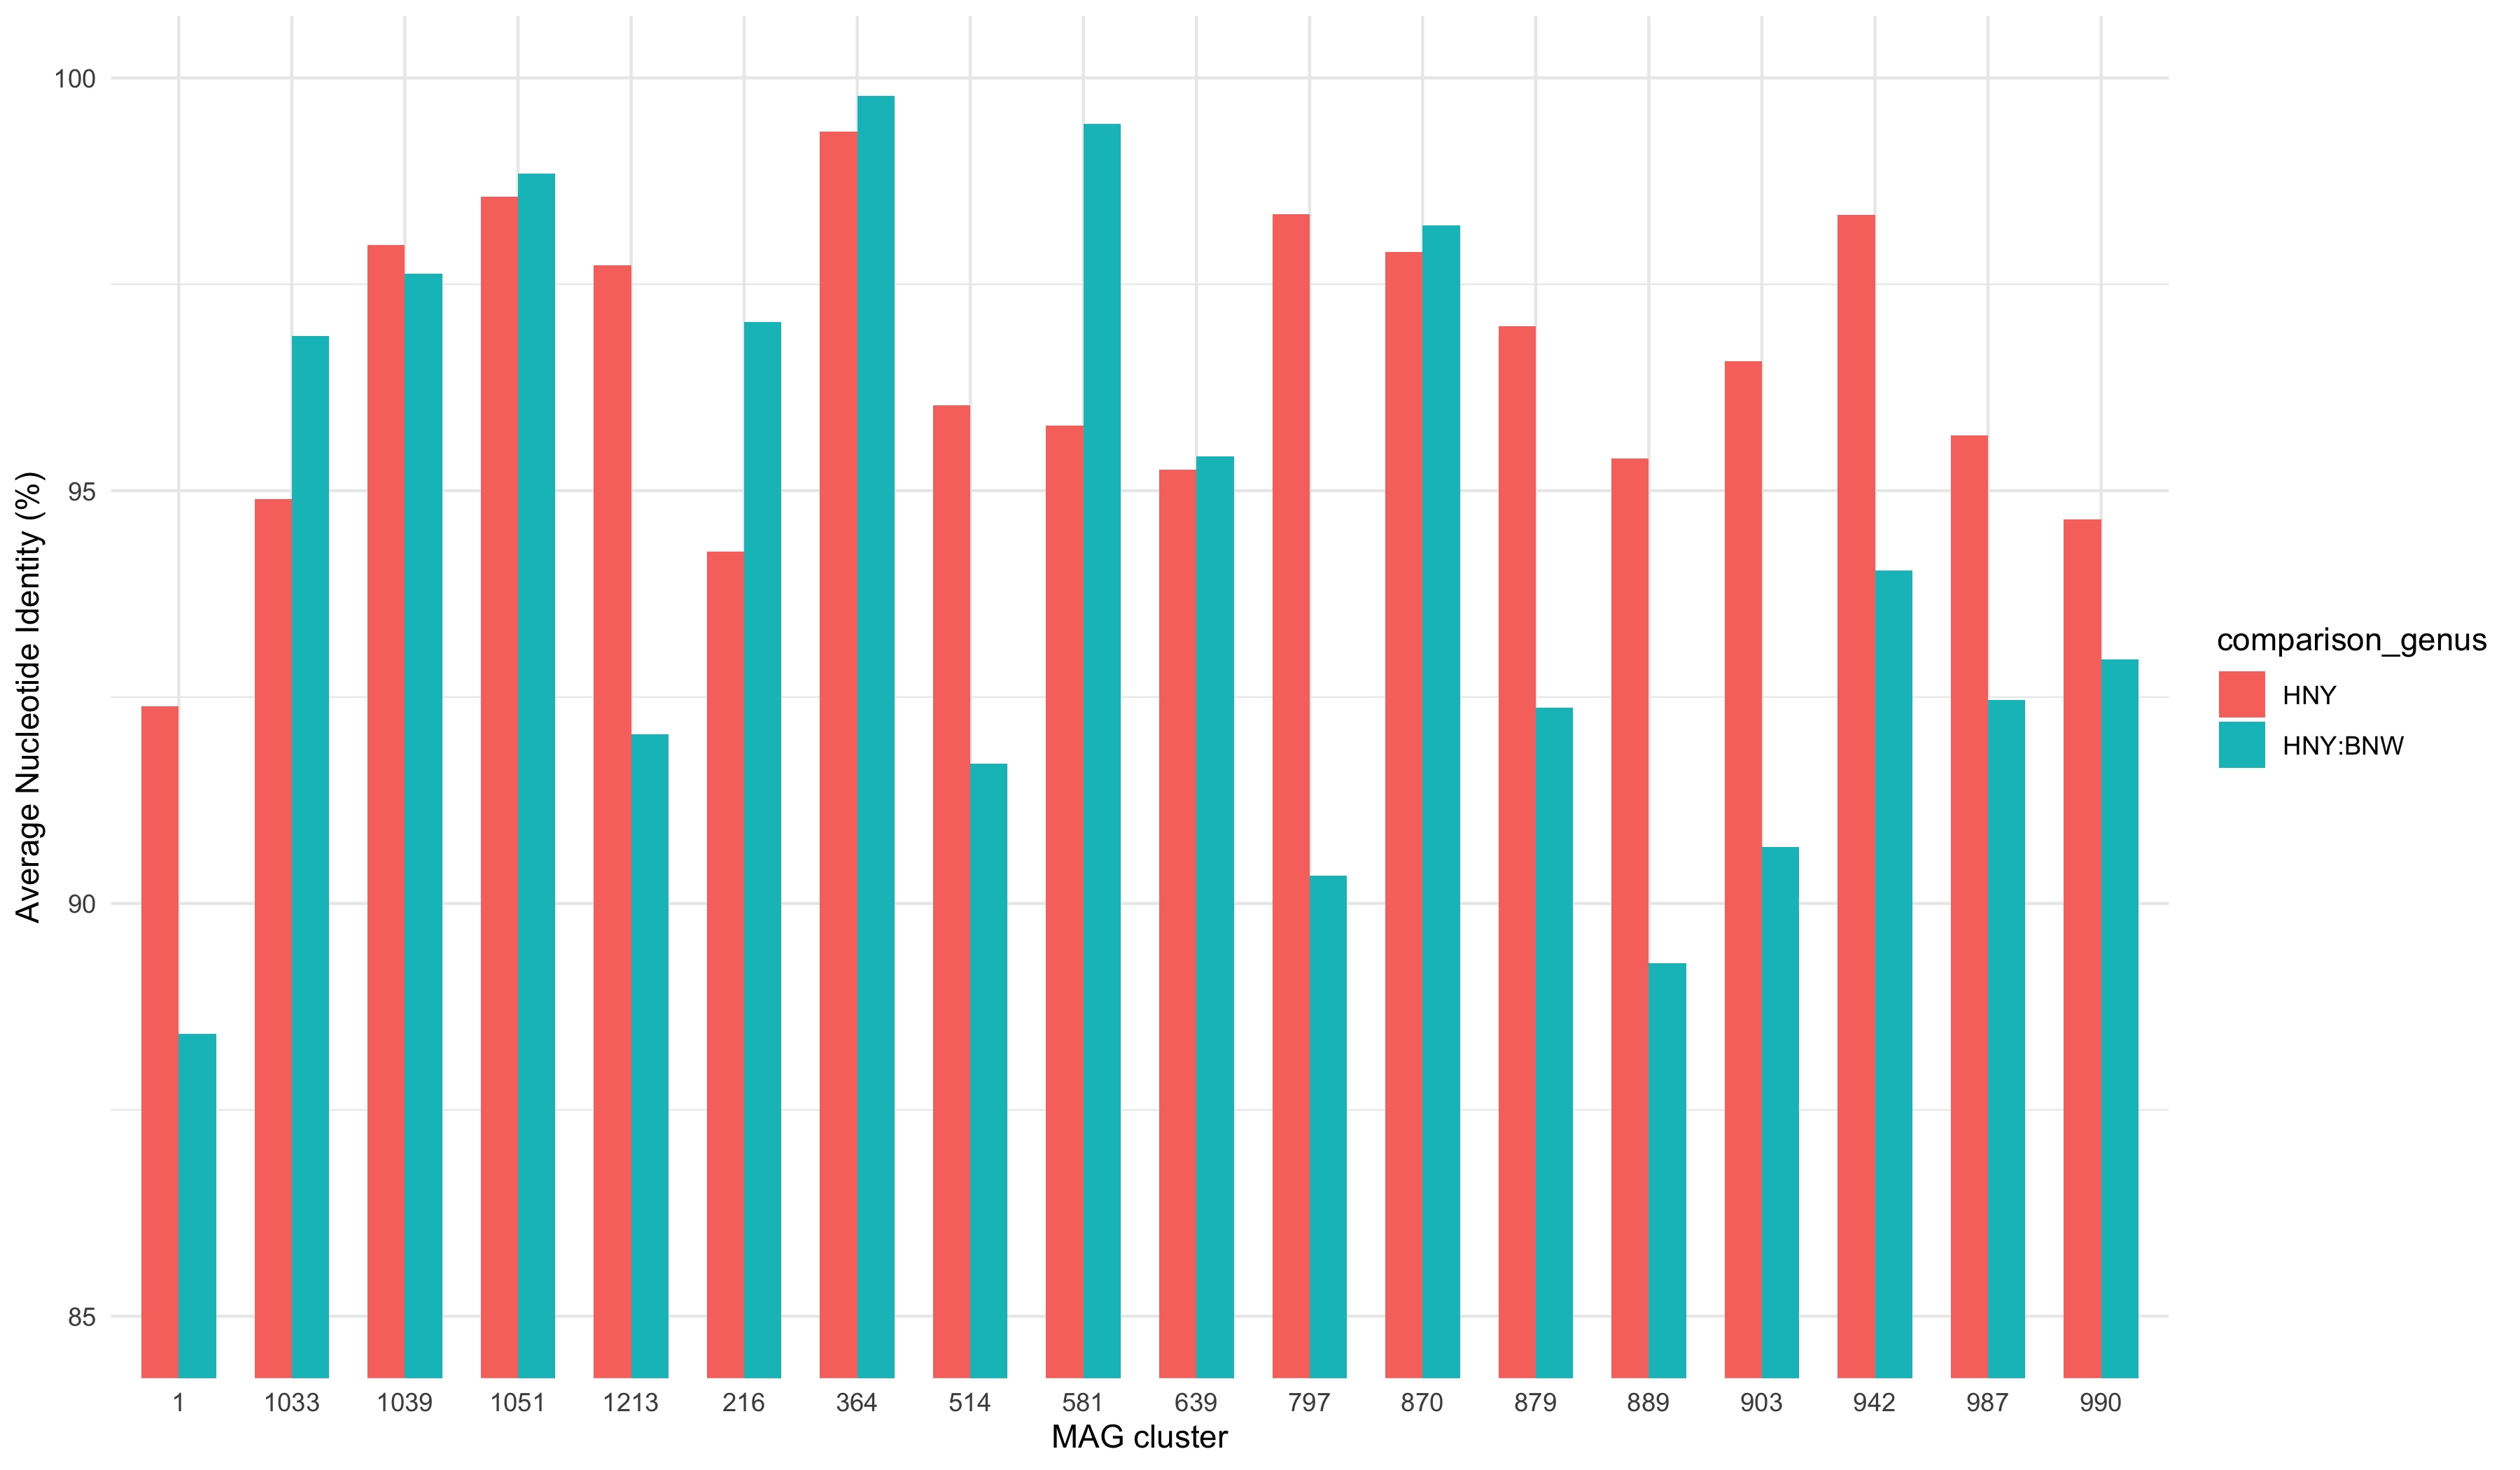 100
95
90
85
Average Nucleotide Identity (%)
1 1033 1039 1051 1213 216 364 514 581 639 797 870 879 889 903 942 987 990
MAG cluster
comparison_genus
HNY
HNY:BNW